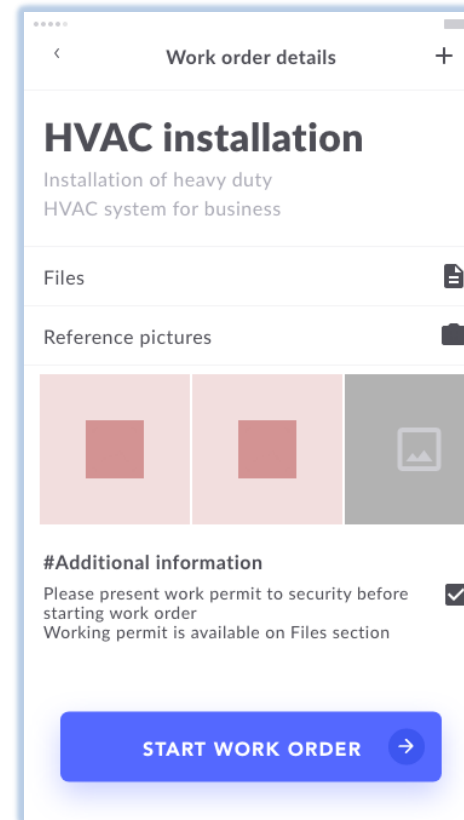 Work order details
HVAC installation
Installation of heavy duty
HVAC system for business
Files
Reference pictures
#Additional information
Please present work permit to security before
starting work order
Working permit is available on Files section
START WORK ORDER